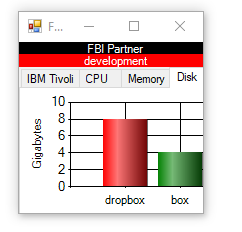 F...
FBI Partner
development
IBM Tivoli CPU Memory Disk
Gigabytes
10
8
6
4
2
0
dropbox box